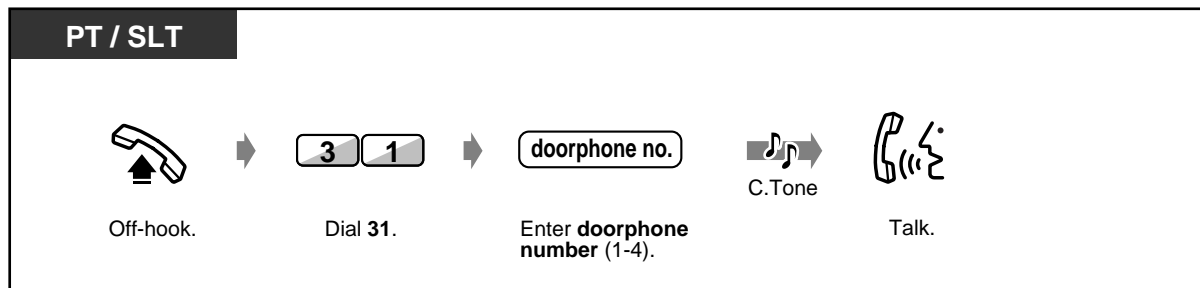 PT / SLT
3 1
doorphone no.
C.Tone
Off-hook.
Dial 31.
Enter doorphone
number (1-4).
Talk.